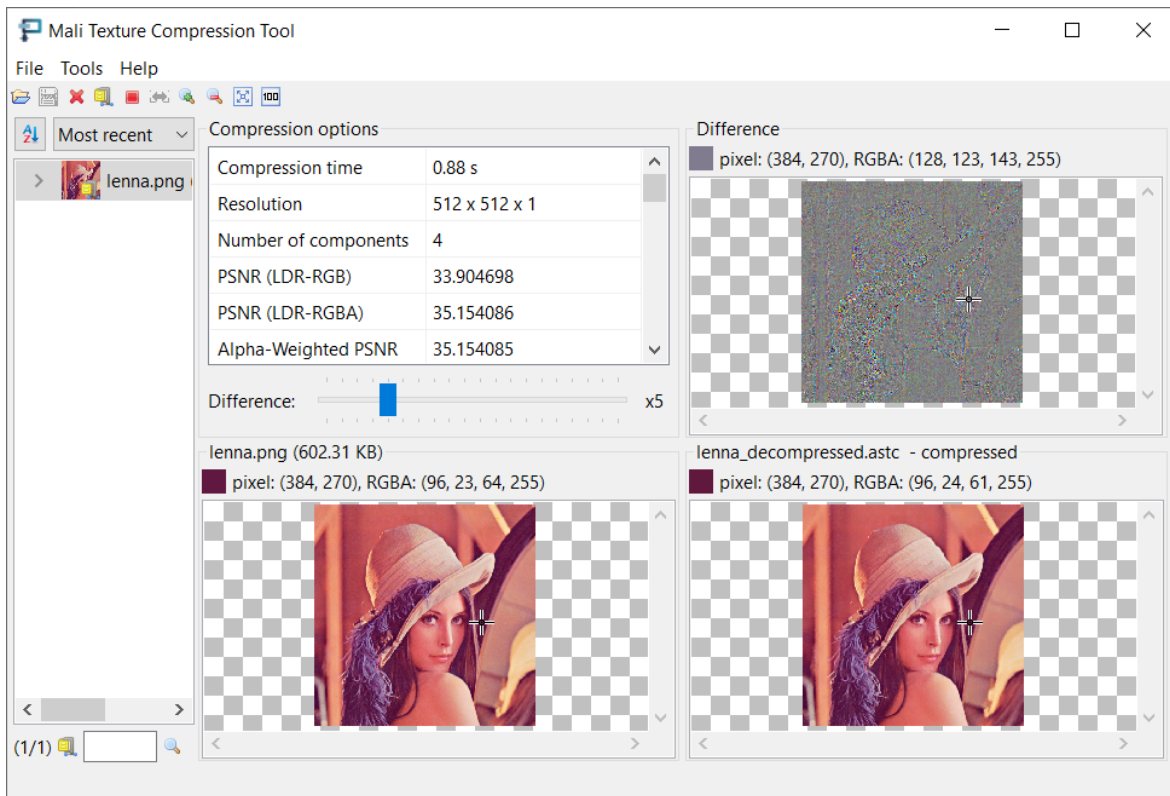 Mali Texture Compression Tool
File Tools Help
100
A
Z
Most recent
lenna.png
(1/1)
Compression options
Compression time 0.88 s
Resolution 512 x 512 x 1
Number of components 4
PSNR (LDR-RGB) 33.904698
PSNR (LDR-RGBA) 35.154086
Alpha-Weighted PSNR 35.154085
Difference: x5
Difference
pixel: (384, 270), RGBA: (128, 123, 143, 255)
lenna.png (602.31 KB)
pixel: (384, 270), RGBA: (96, 23, 64, 255)
lenna_decompressed.astc - compressed
pixel: (384, 270), RGBA: (96, 24, 61, 255)